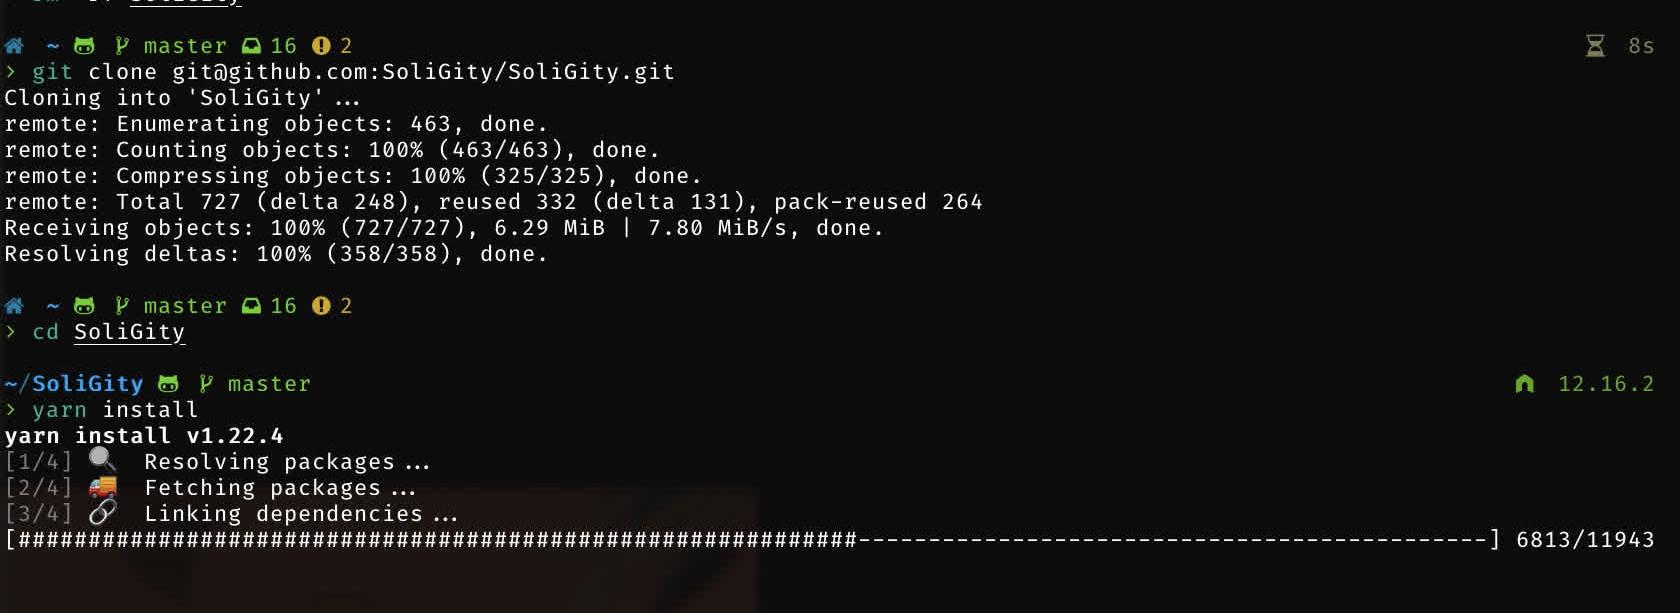 ~ master 16 ! 2 8s
> git clone git@github.com:SoliGity/SoliGity.git
Cloning into 'SoliGity'...
remote: Enumerating objects: 463, done.
remote: Counting objects: 100% (463/463), done.
remote: Compressing objects: 100% (325/325), done.
remote: Total 727 (delta 248), reused 332 (delta 131), pack-reused 264
Receiving objects: 100% (727/727), 6.29 MiB | 7.80 MiB/s, done.
Resolving deltas: 100% (358/358), done.
~ master 16 ! 2
> cd SoliGity
~/SoliGity master 12.16.2
> yarn install
yarn install v1.22.4
[1/4] 🔍 Resolving packages...
[2/4] 🚚 Fetching packages...
[3/4] 🔗 Linking dependencies...
[############################################################---------------------------------------------] 6813/11943